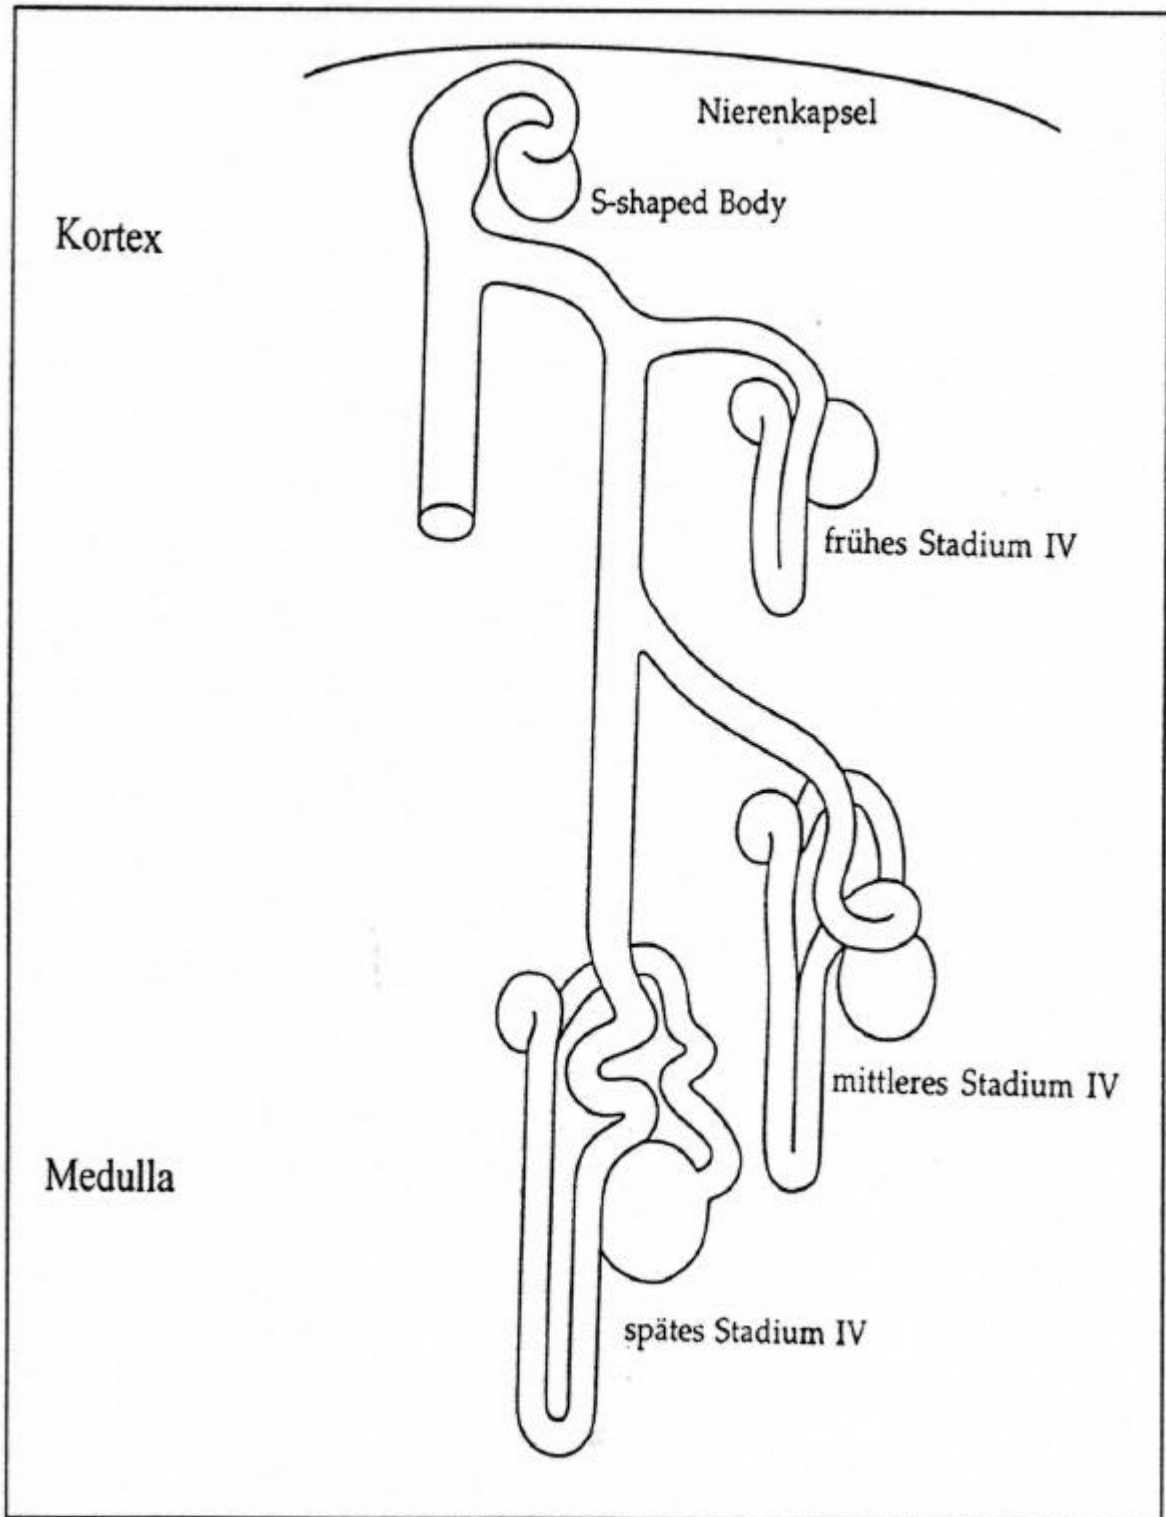 Nierenkapsel
S-shaped Body
Kortex
frühes Stadium IV
mittleres Stadium IV
Medulla
spätes Stadium IV